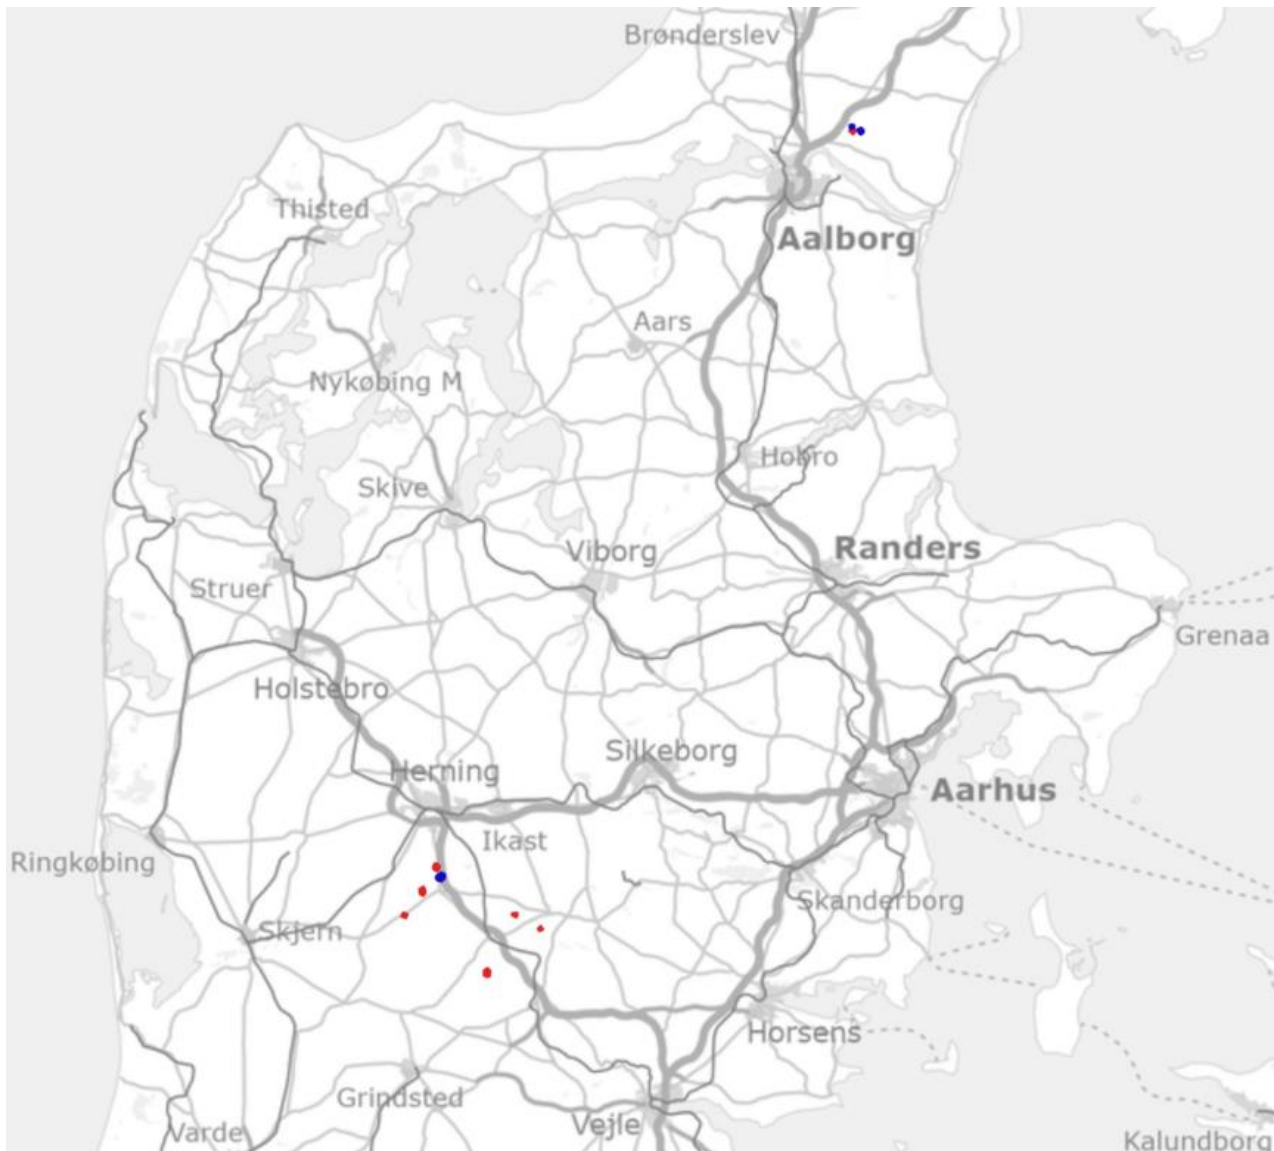 Brønderslev
Thisted
Aalborg
Aars
Nykøbing M
Hobro
Skive
Viborg
Randers
Struer
Grenaa
Holstebro
Silkeborg
Herning
Aarhus
Ikast
Ringkøbing
Skanderborg
Skjern
Horsens
Grindsted
Vejle
Varde
Kalundborg